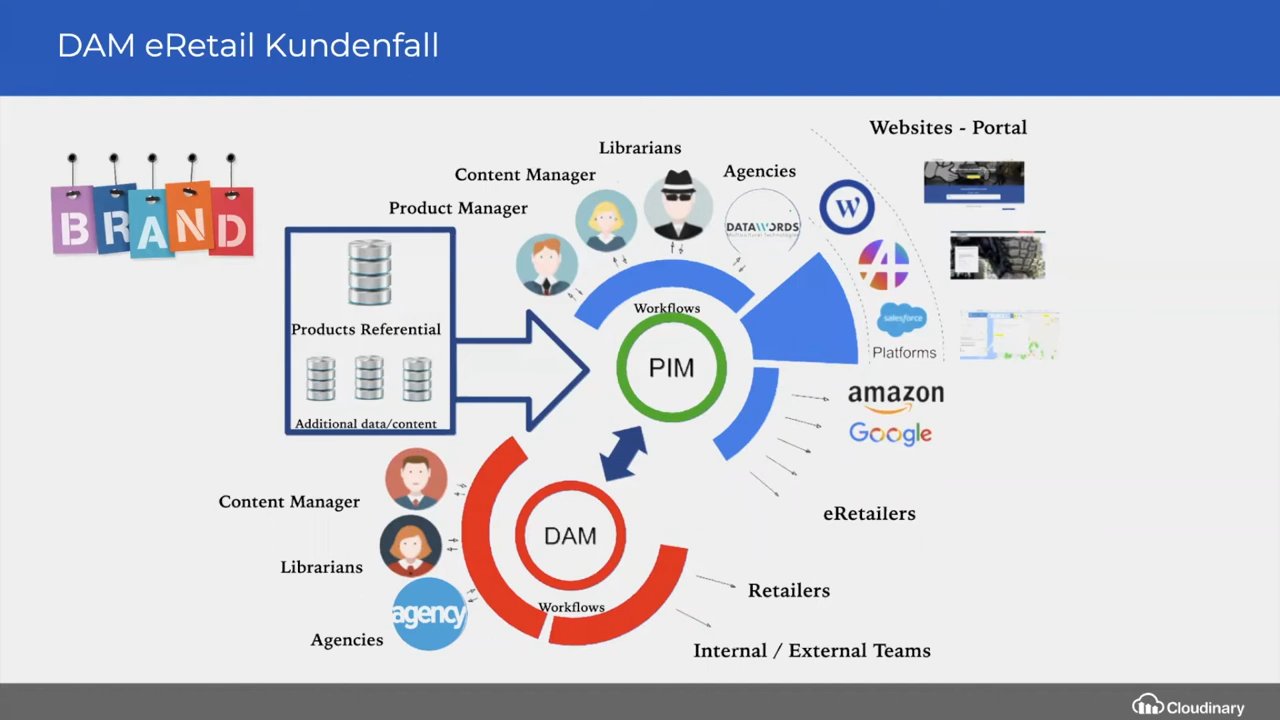 DAM eRetail Kundenfall
BRAND
Websites - Portal
Librarians
Content Manager
Agencies
Product Manager
DATAWORDS
W
Products Referential
Additional data/content
Workflows
PIM
salesforce
Platforms
amazon
Google
eRetailers
Content Manager
Librarians
agency
Agencies
DAM
Workflows
Retailers
Internal / External Teams
Cloudinary